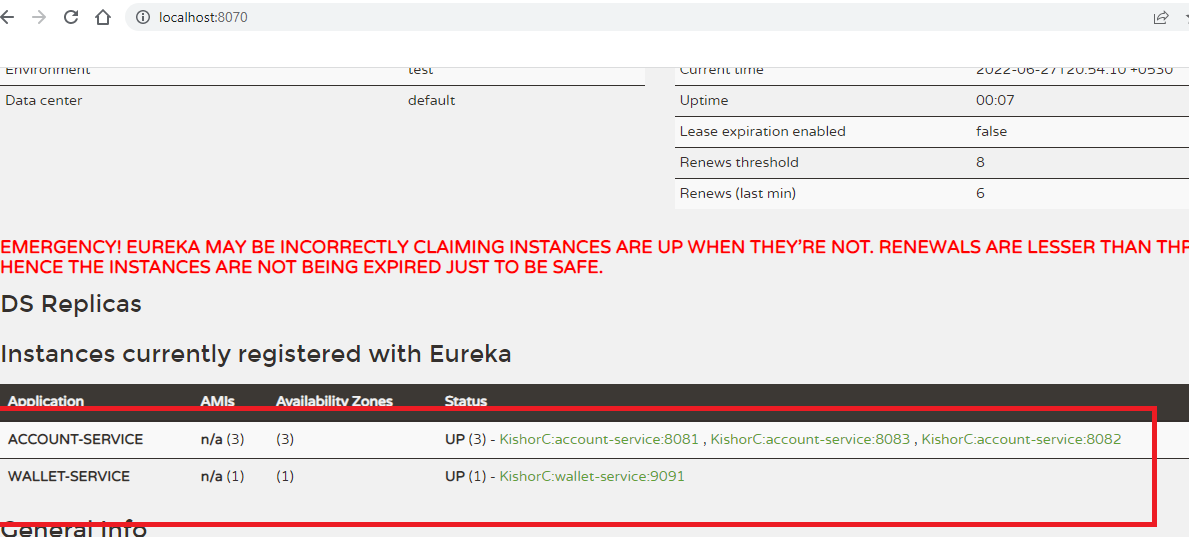 localhost:8070
Environment test
Current time 2022-06-27T20:54:10 +0530
Data center default
Uptime 00:07
Lease expiration enabled false
Renews threshold 8
Renews (last min) 6
EMERGENCY! EUREKA MAY BE INCORRECTLY CLAIMING INSTANCES ARE UP WHEN THEY'RE NOT. RENEWALS ARE LESSER THAN THR
HENCE THE INSTANCES ARE NOT BEING EXPIRED JUST TO BE SAFE.
DS Replicas
Instances currently registered with Eureka
Application AMIs Availability Zones Status
ACCOUNT-SERVICE n/a (3) (3) UP (3) - KishorC:account-service:8081 , KishorC:account-service:8083 , KishorC:account-service:8082
WALLET-SERVICE n/a (1) (1) UP (1) - KishorC:wallet-service:9091
General Info